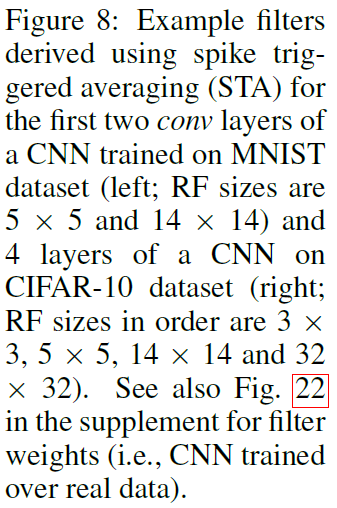 Figure 8: Example filters
derived using spike trig-
gered averaging (STA) for
the first two conv layers of
a CNN trained on MNIST
dataset (left; RF sizes are
5 × 5 and 14 × 14) and
4 layers of a CNN on
CIFAR-10 dataset (right;
RF sizes in order are 3 ×
3, 5 × 5, 14 × 14 and 32
× 32). See also Fig. 22
in the supplement for filter
weights (i.e., CNN trained
over real data).